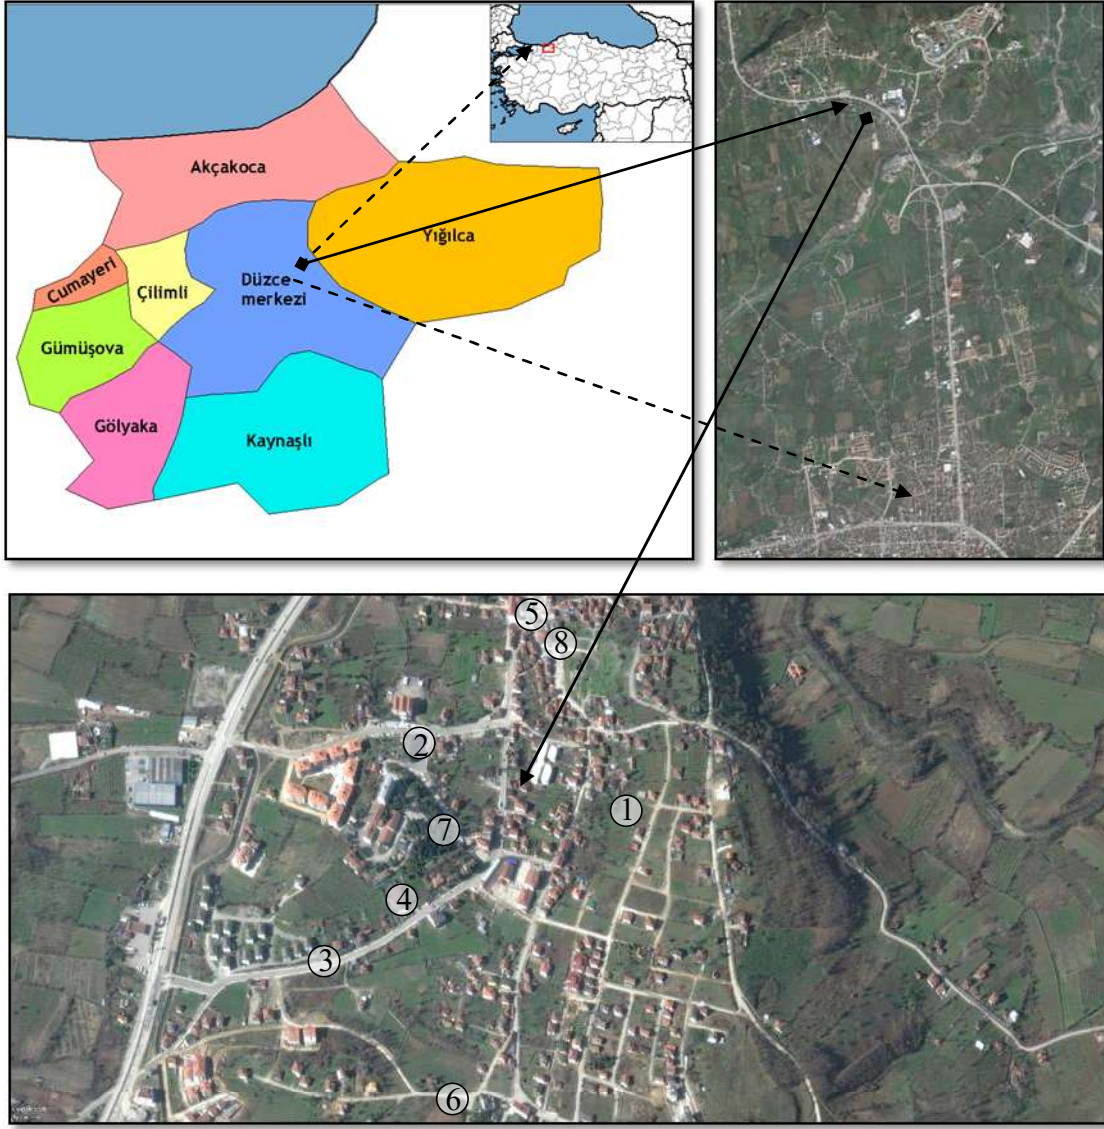 Akçakoca
Yığılca
Cumayeri
Çilimli
Düzce
merkezi
Gümüşova
Gölyaka
Kaynaşlı
5
8
2
1
7
4
3
6